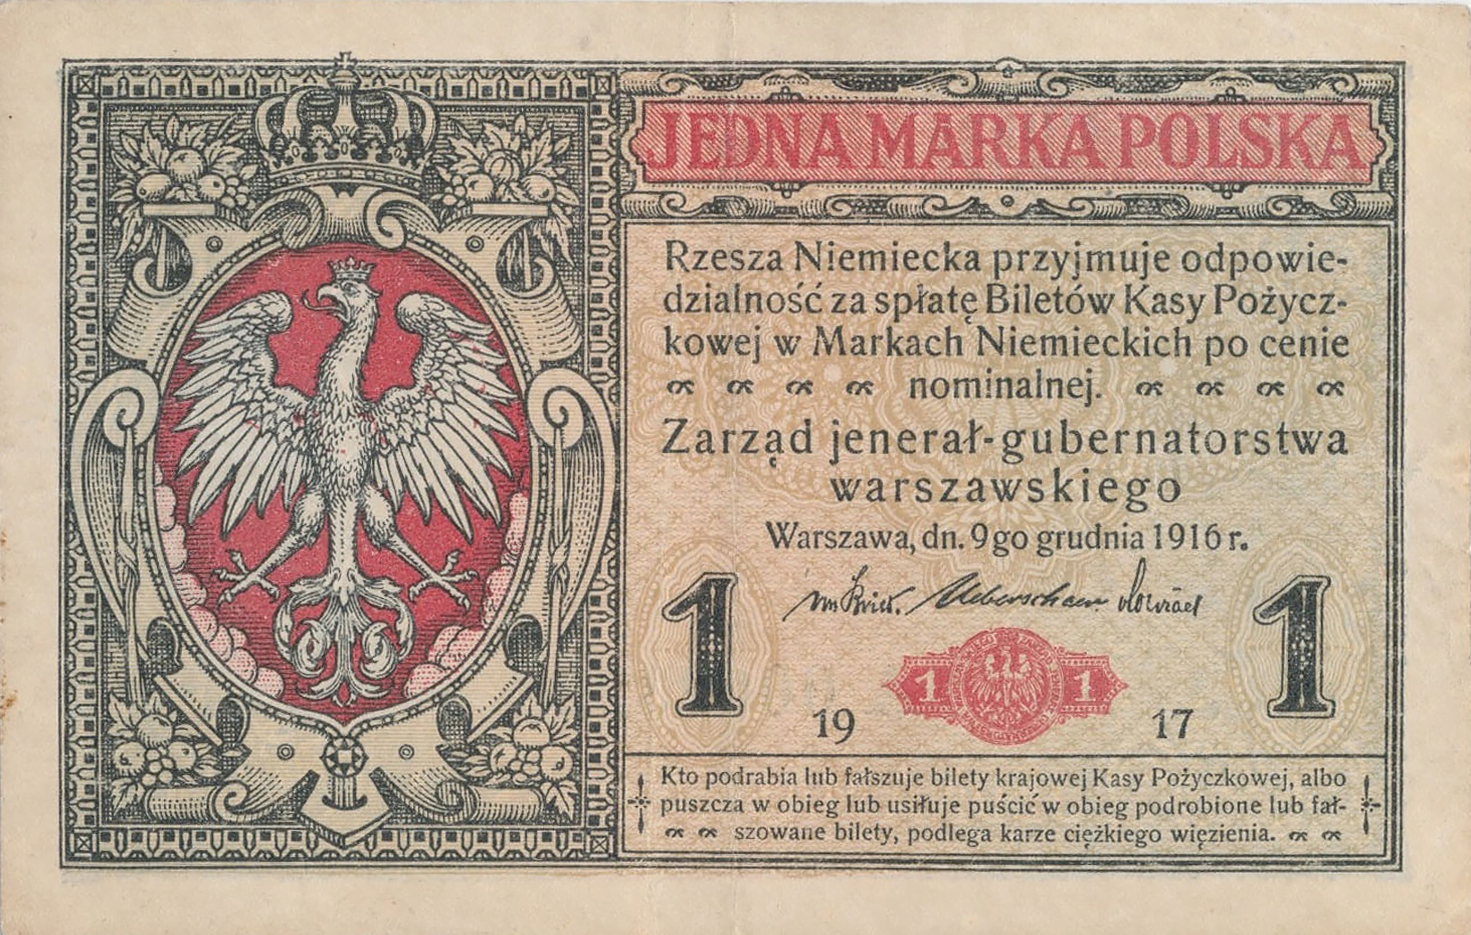 JEDNA MARKA POLSKA
Rzesza Niemiecka przyjmuje odpowie-
dzialność za spłatę Biletów Kasy Pożycz-
kowej w Markach Niemieckich po cenie
nominalnej.
Zarząd jenerał-gubernatorstwa
warszawskiego
Warszawa, dn. 9go grudnia 1916 r.
1 1
1 1
19 17
Kto podrabia lub fałszuje bilety krajowej Kasy Pożyczkowej, albo
puszcza w obieg lub usiłuje puścić w obieg podrobione lub fał-
szowane bilety, podlega karze ciężkiego więzienia.